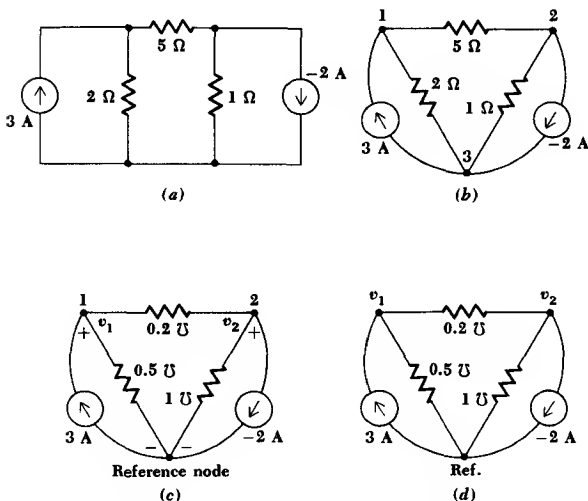 5 Ω
-2 A
2 Ω
1 Ω
3 A
(a)
1
2
5 Ω
2 Ω
1 Ω
3 A
3
-2 A
(b)
1
2
v₁
v₂
0.2 ℧
+
+
0.5 ℧
1 ℧
3 A
-2 A
− −
Reference node
(c)
v₁
v₂
0.2 ℧
0.5 ℧
1 ℧
3 A
-2 A
Ref.
(d)